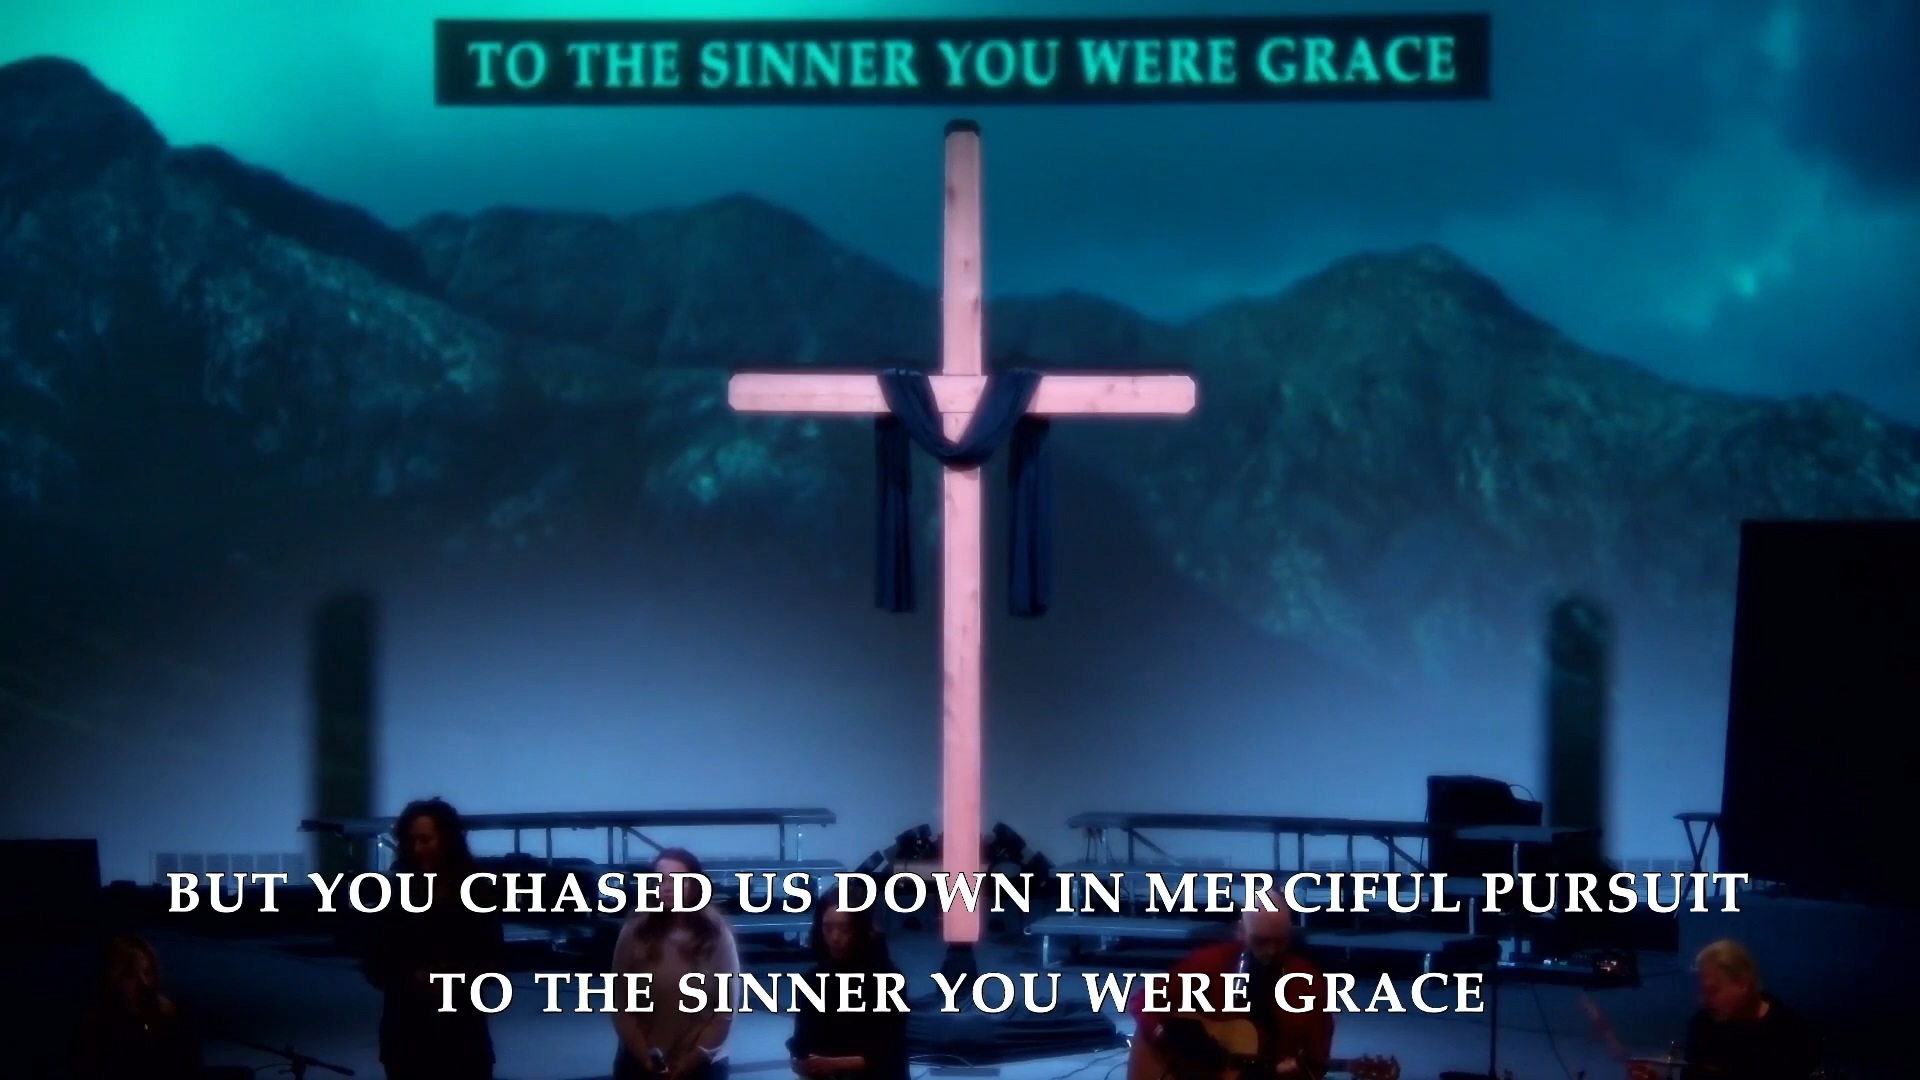 TO THE SINNER YOU WERE GRACE
BUT YOU CHASED US DOWN IN MERCIFUL PURSUIT
TO THE SINNER YOU WERE GRACE